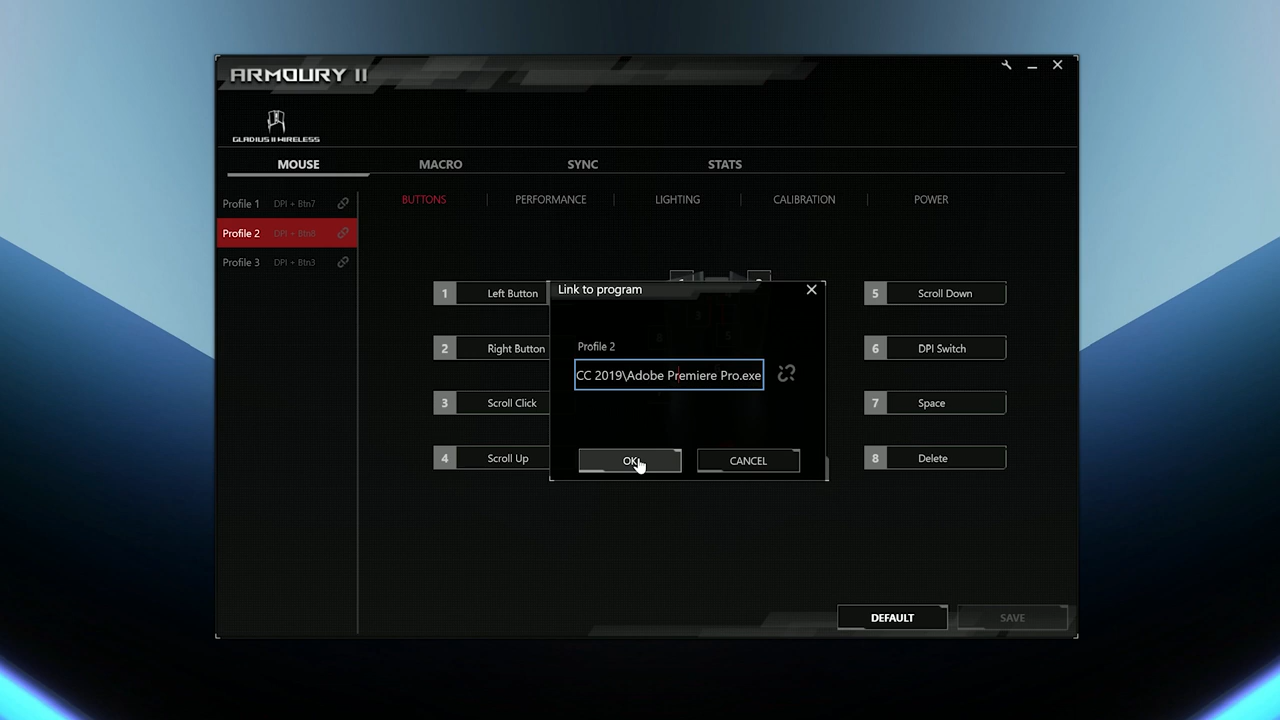 ARMOURY II
GLADIUS II WIRELESS
MOUSE MACRO SYNC STATS
Profile 1 DPI + Btn7
Profile 2 DPI + Btn8
Profile 3 DPI + Btn3
BUTTONS PERFORMANCE LIGHTING CALIBRATION POWER
1 Left Button
2 Right Button
3 Scroll Click
4 Scroll Up
Link to program
Profile 2
CC 2019\Adobe Premiere Pro.exe
OK CANCEL
5 Scroll Down
6 DPI Switch
7 Space
8 Delete
DEFAULT SAVE